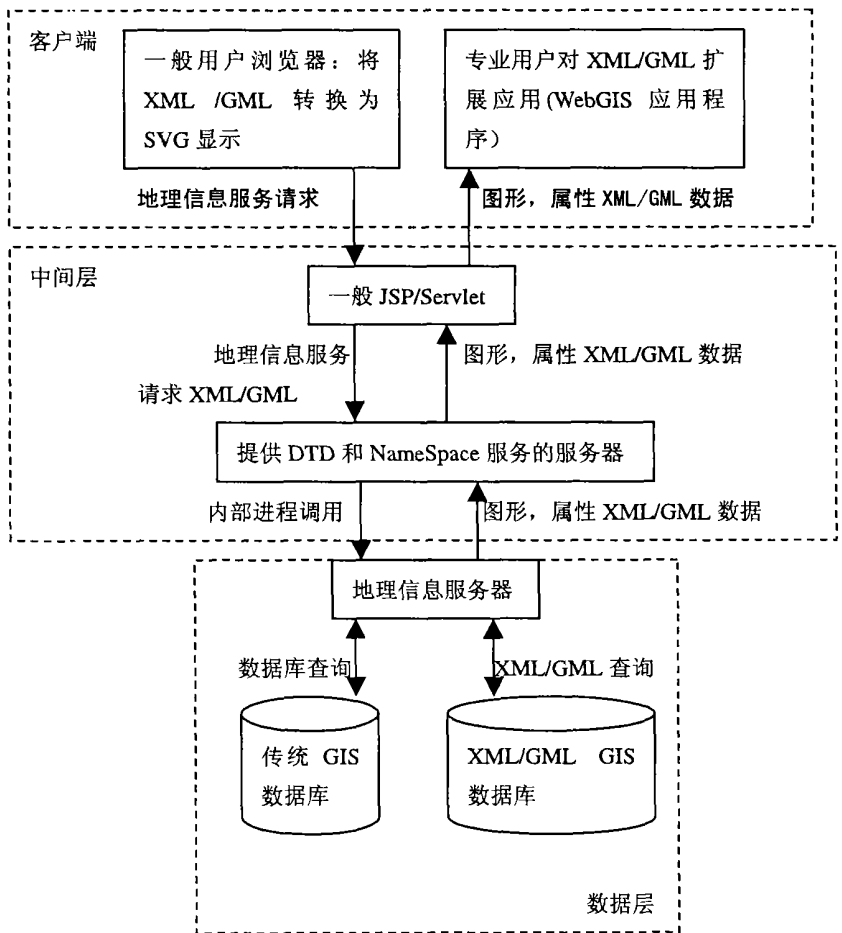 客户端
一般用户浏览器：将
XML /GML 转换为
SVG 显示
专业用户对 XML/GML 扩
展应用(WebGIS 应用程
序）
地理信息服务请求
图形，属性 XML/GML 数据
中间层
一般 JSP/Servlet
地理信息服务
请求 XML/GML
图形，属性 XML/GML 数据
提供 DTD 和 NameSpace 服务的服务器
内部进程调用
图形，属性 XML/GML 数据
地理信息服务器
数据库查询
XML/GML 查询
传统 GIS
数据库
XML/GML GIS
数据库
数据层